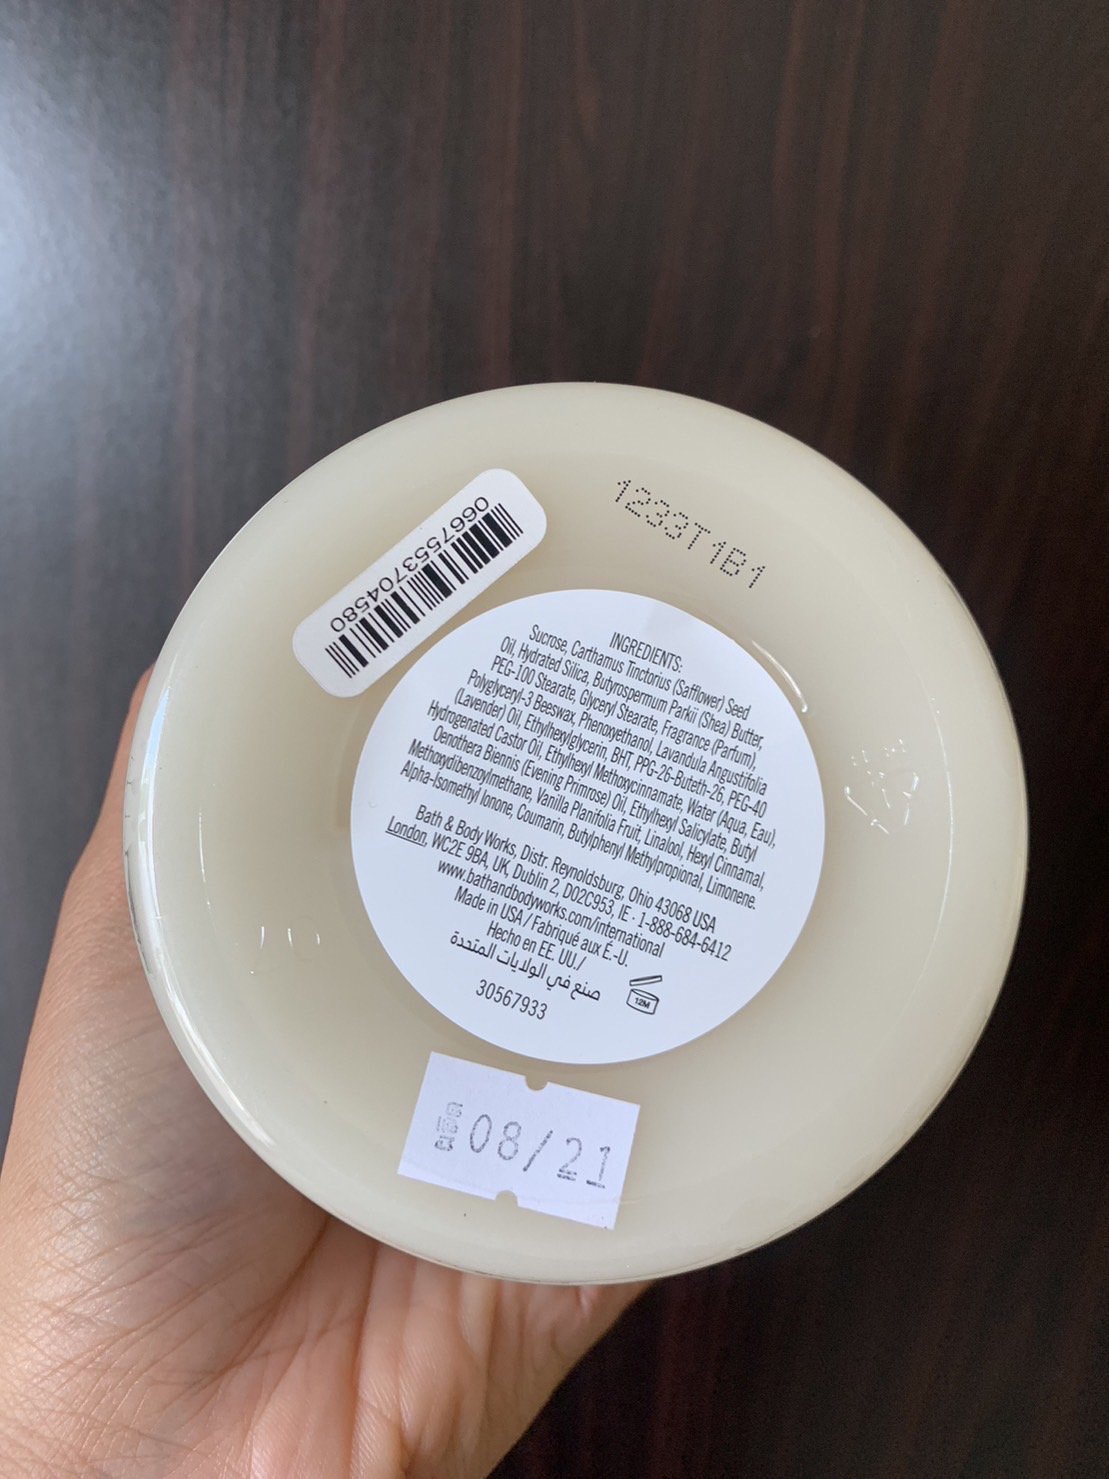 0667553704580
1233T1B1
INGREDIENTS:
Sucrose, Carthamus Tinctorius (Safflower) Seed
Oil, Hydrated Silica, Butyrospermum Parkii (Shea) Butter,
PEG-100 Stearate, Glyceryl Stearate, Fragrance (Parfum),
Polyglyceryl-3 Beeswax, Phenoxyethanol, Lavandula Angustifolia
(Lavender) Oil, Ethylhexylglycerin, BHT, PPG-26-Buteth-26, PEG-40
Hydrogenated Castor Oil, Ethylhexyl Methoxycinnamate, Water (Aqua, Eau),
Oenothera Biennis (Evening Primrose) Oil, Ethylhexyl Salicylate, Butyl
Methoxydibenzoylmethane, Vanilla Planifolia Fruit, Linalool, Hexyl Cinnamal,
Alpha-Isomethyl Ionone, Coumarin, Butylphenyl Methylpropional, Limonene.
Bath & Body Works, Distr. Reynoldsburg, Ohio 43068 USA
London, WC2E 9BA, UK, Dublin 2, D02C953, IE · 1-888-684-6412
www.bathandbodyworks.com/international
Made in USA / Fabriqué aux É.-U.
Hecho en EE. UU./
صنع في الولايات المتحدة
12M
30567933
08/21